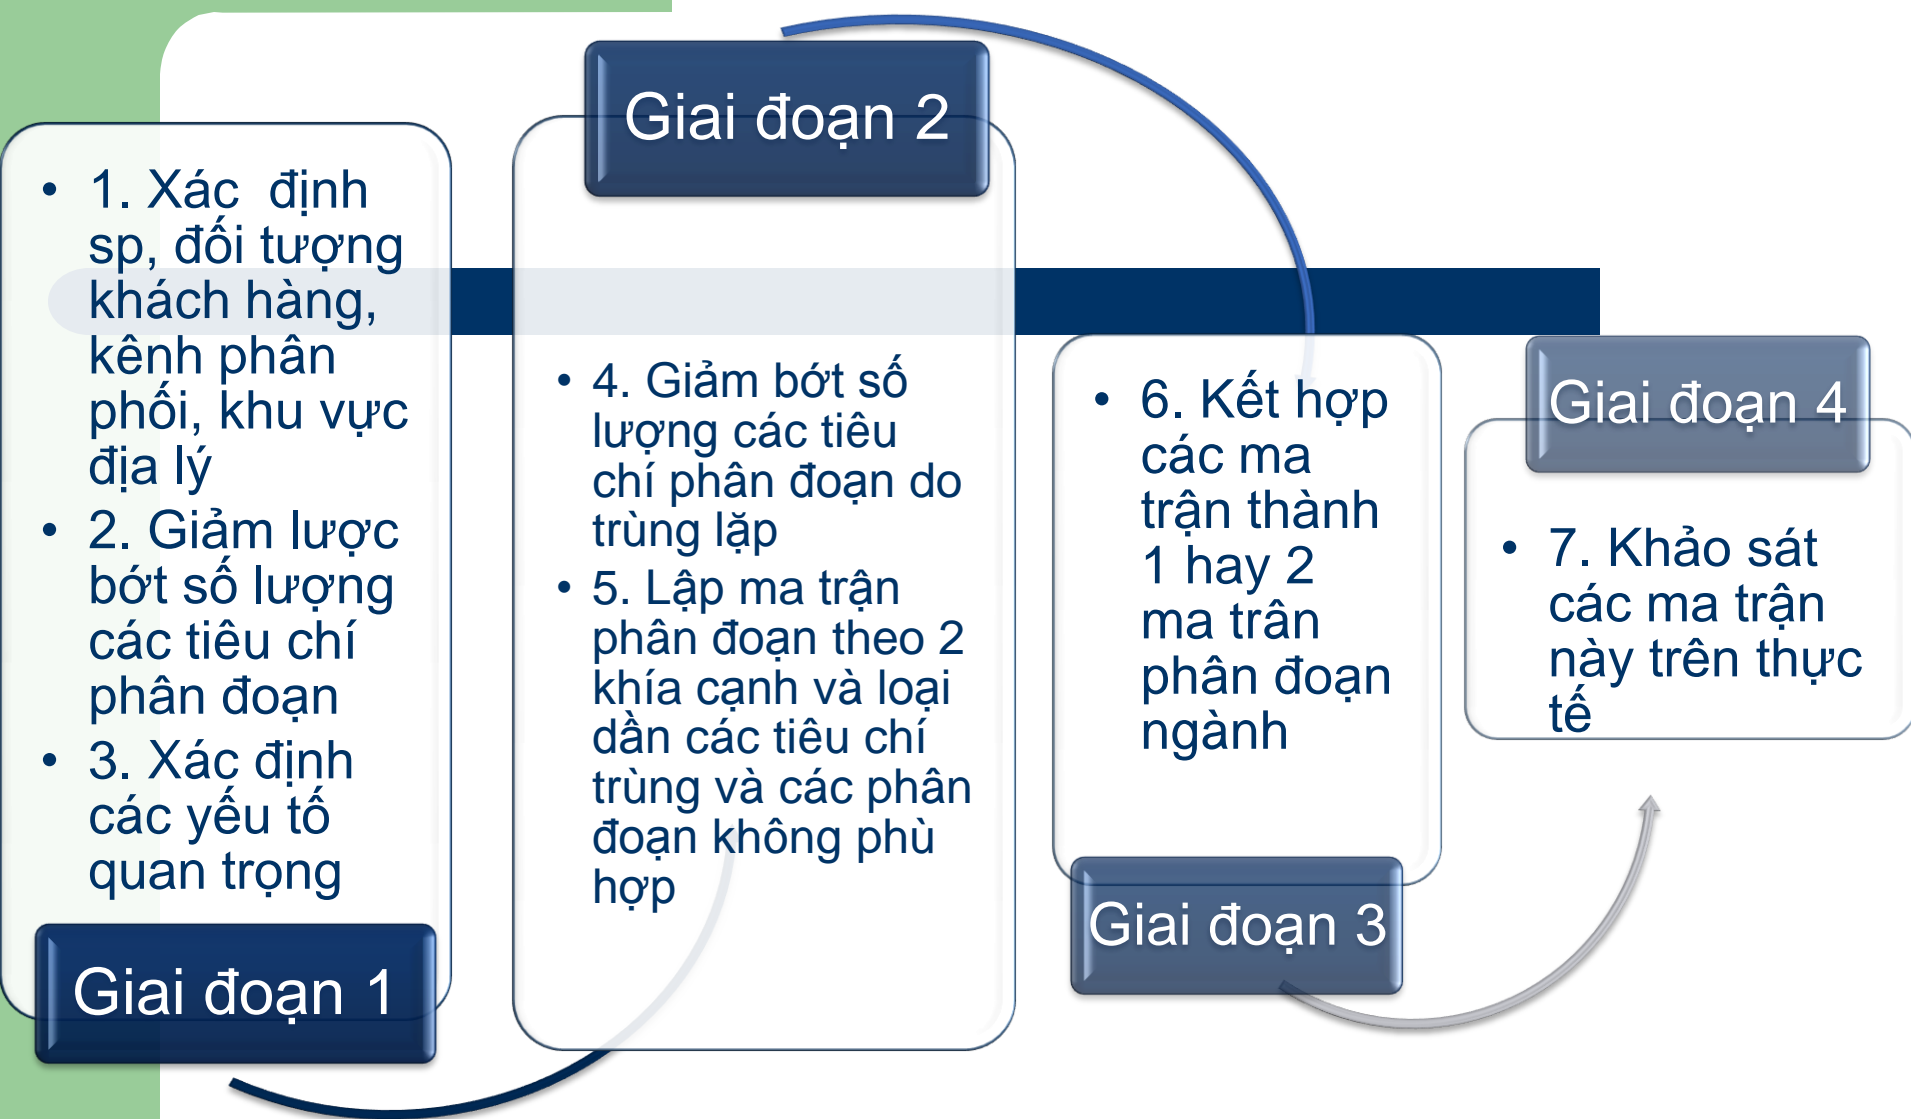 • 1. Xác định
sp, đối tượng
khách hàng,
kênh phân
phối, khu vực
địa lý
• 2. Giảm lược
bớt số lượng
các tiêu chí
phân đoạn
• 3. Xác định
các yếu tố
quan trọng
Giai đoạn 1
Giai đoạn 2
• 4. Giảm bớt số
lượng các tiêu
chí phân đoạn do
trùng lặp
• 5. Lập ma trận
phân đoạn theo 2
khía cạnh và loại
dần các tiêu chí
trùng và các phân
đoạn không phù
hợp
• 6. Kết hợp
các ma
trận thành
1 hay 2
ma trân
phân đoạn
ngành
Giai đoạn 3
Giai đoạn 4
• 7. Khảo sát
các ma trận
này trên thực
tế